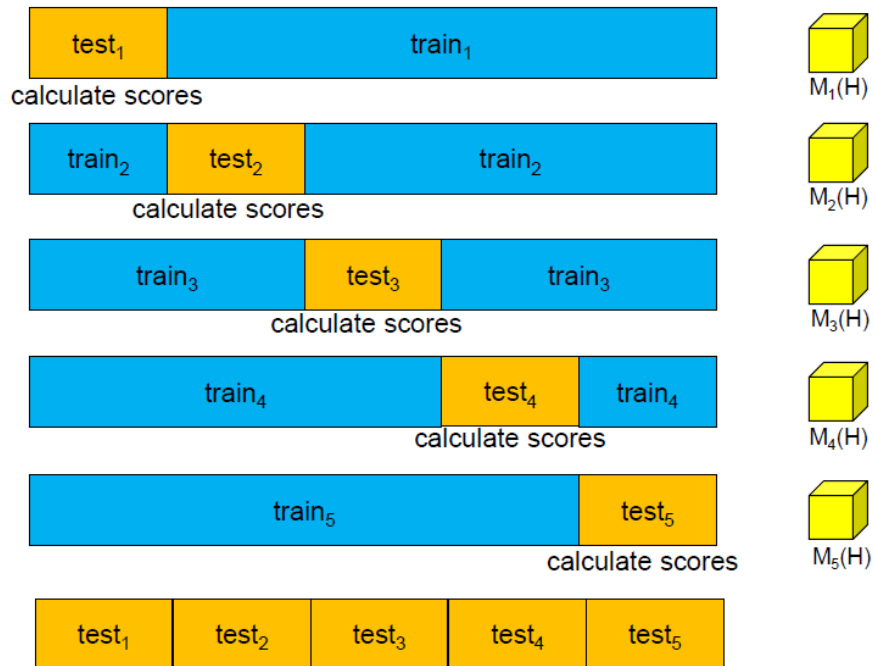 test₁ train₁
M₁(H)
calculate scores
train₂ test₂ train₂
M₂(H)
calculate scores
train₃ test₃ train₃
M₃(H)
calculate scores
train₄ test₄ train₄
M₄(H)
calculate scores
train₅ test₅
M₅(H)
calculate scores
test₁ test₂ test₃ test₄ test₅